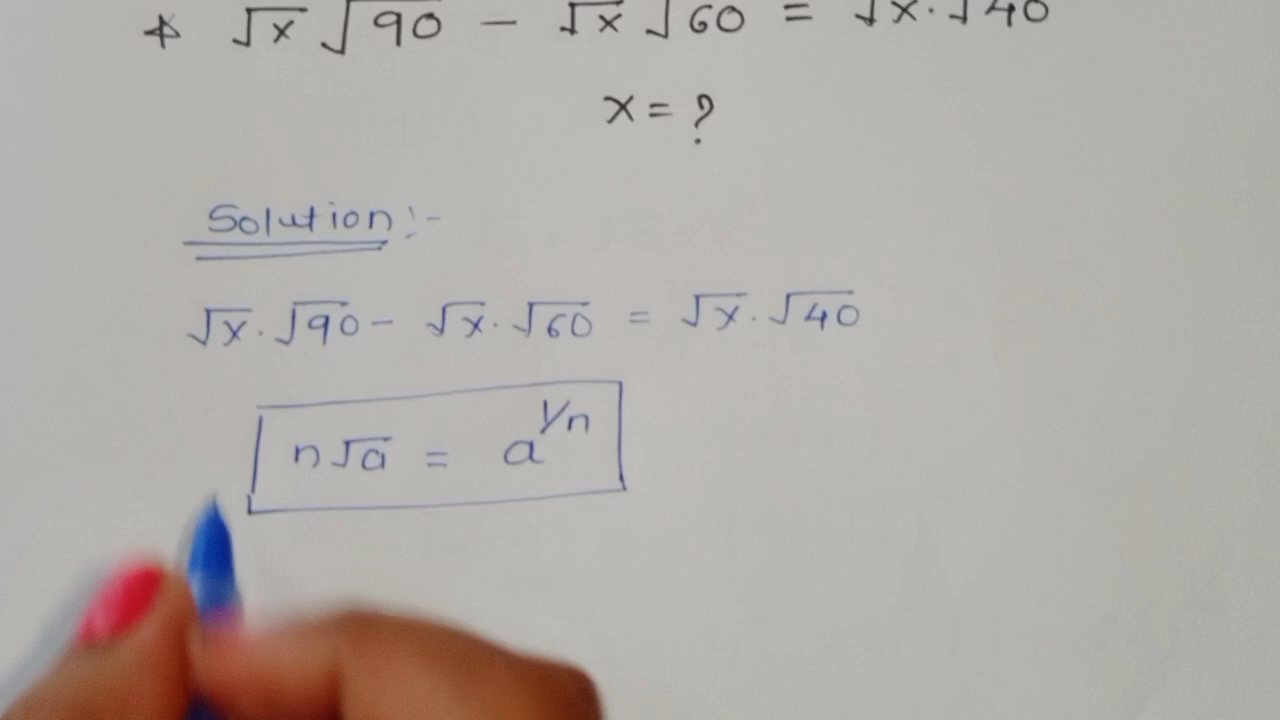 * √x √90 − √x √60 = √x · √40
x = ?
Solution :-
√x · √90 − √x · √60 = √x · √40
n√a = a^1/n